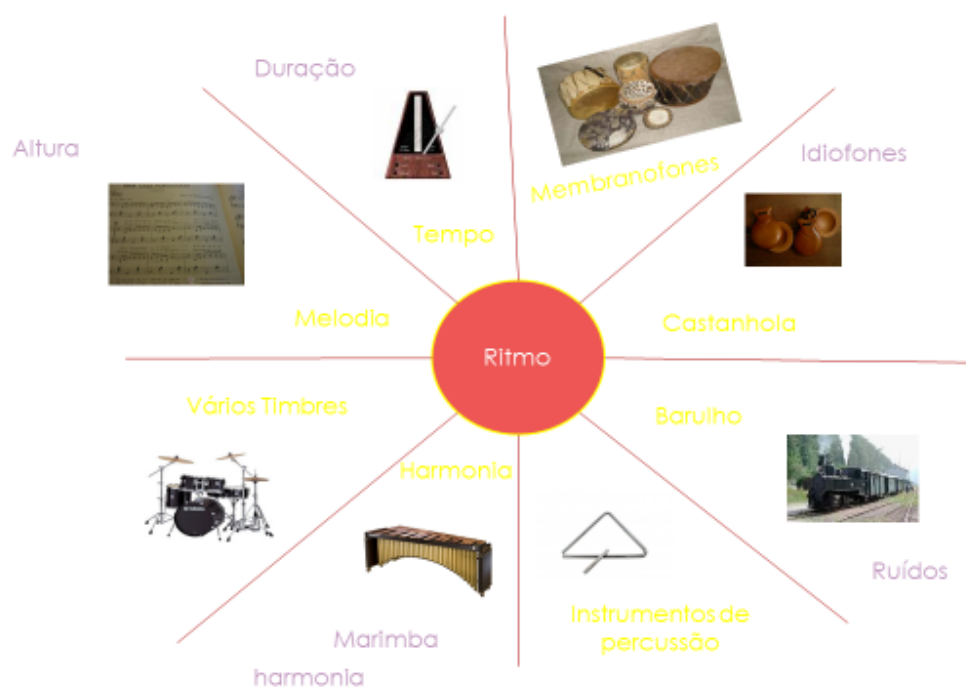 Duração
Altura
Idiofones
Membranofones
Tempo
Melodia
Castanhola
Ritmo
Vários Timbres
Barulho
Harmonia
Ruídos
Instrumentos de
percussão
Marimba
harmonia